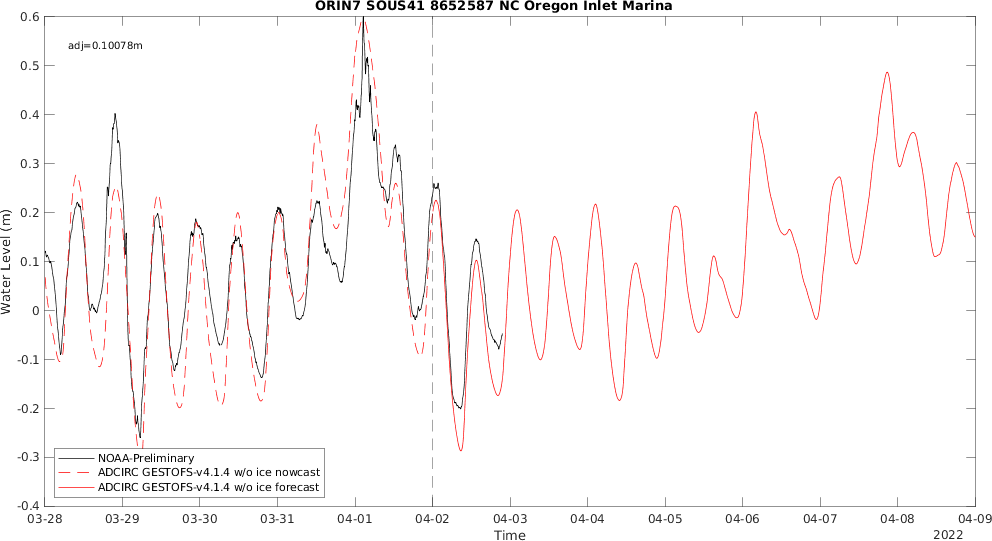 ORIN7 SOUS41 8652587 NC Oregon Inlet Marina
adj=0.10078m
0.6
0.5
0.4
0.3
0.2
0.1
0
-0.1
-0.2
-0.3
-0.4
Water Level (m)
NOAA-Preliminary
ADCIRC GESTOFS-v4.1.4 w/o ice nowcast
ADCIRC GESTOFS-v4.1.4 w/o ice forecast
03-28 03-29 03-30 03-31 04-01 04-02 04-03 04-04 04-05 04-06 04-07 04-08 04-09
Time
2022